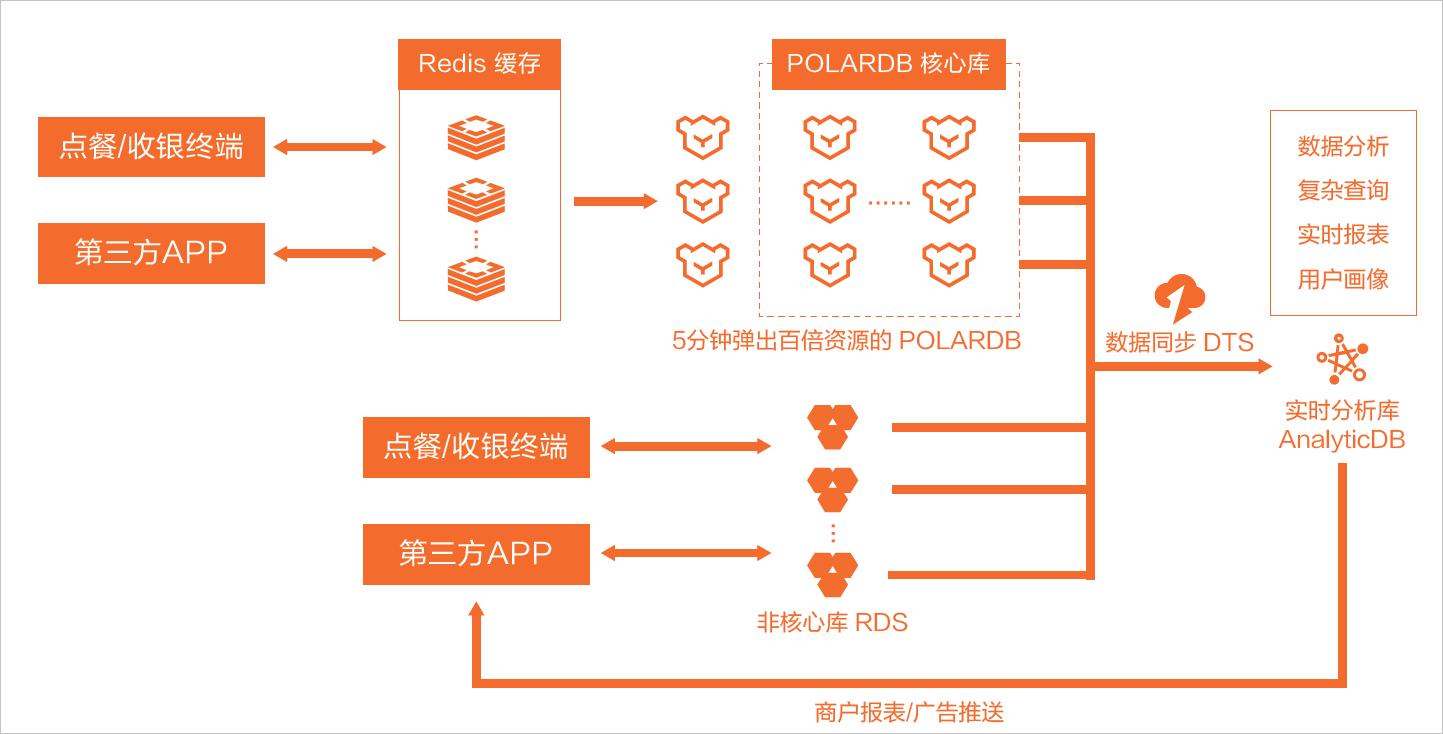 Redis 缓存
POLARDB 核心库
点餐/收银终端
第三方APP
5分钟弹出百倍资源的 POLARDB
数据分析
复杂查询
实时报表
用户画像
数据同步 DTS
实时分析库
AnalyticDB
点餐/收银终端
第三方APP
非核心库 RDS
商户报表/广告推送